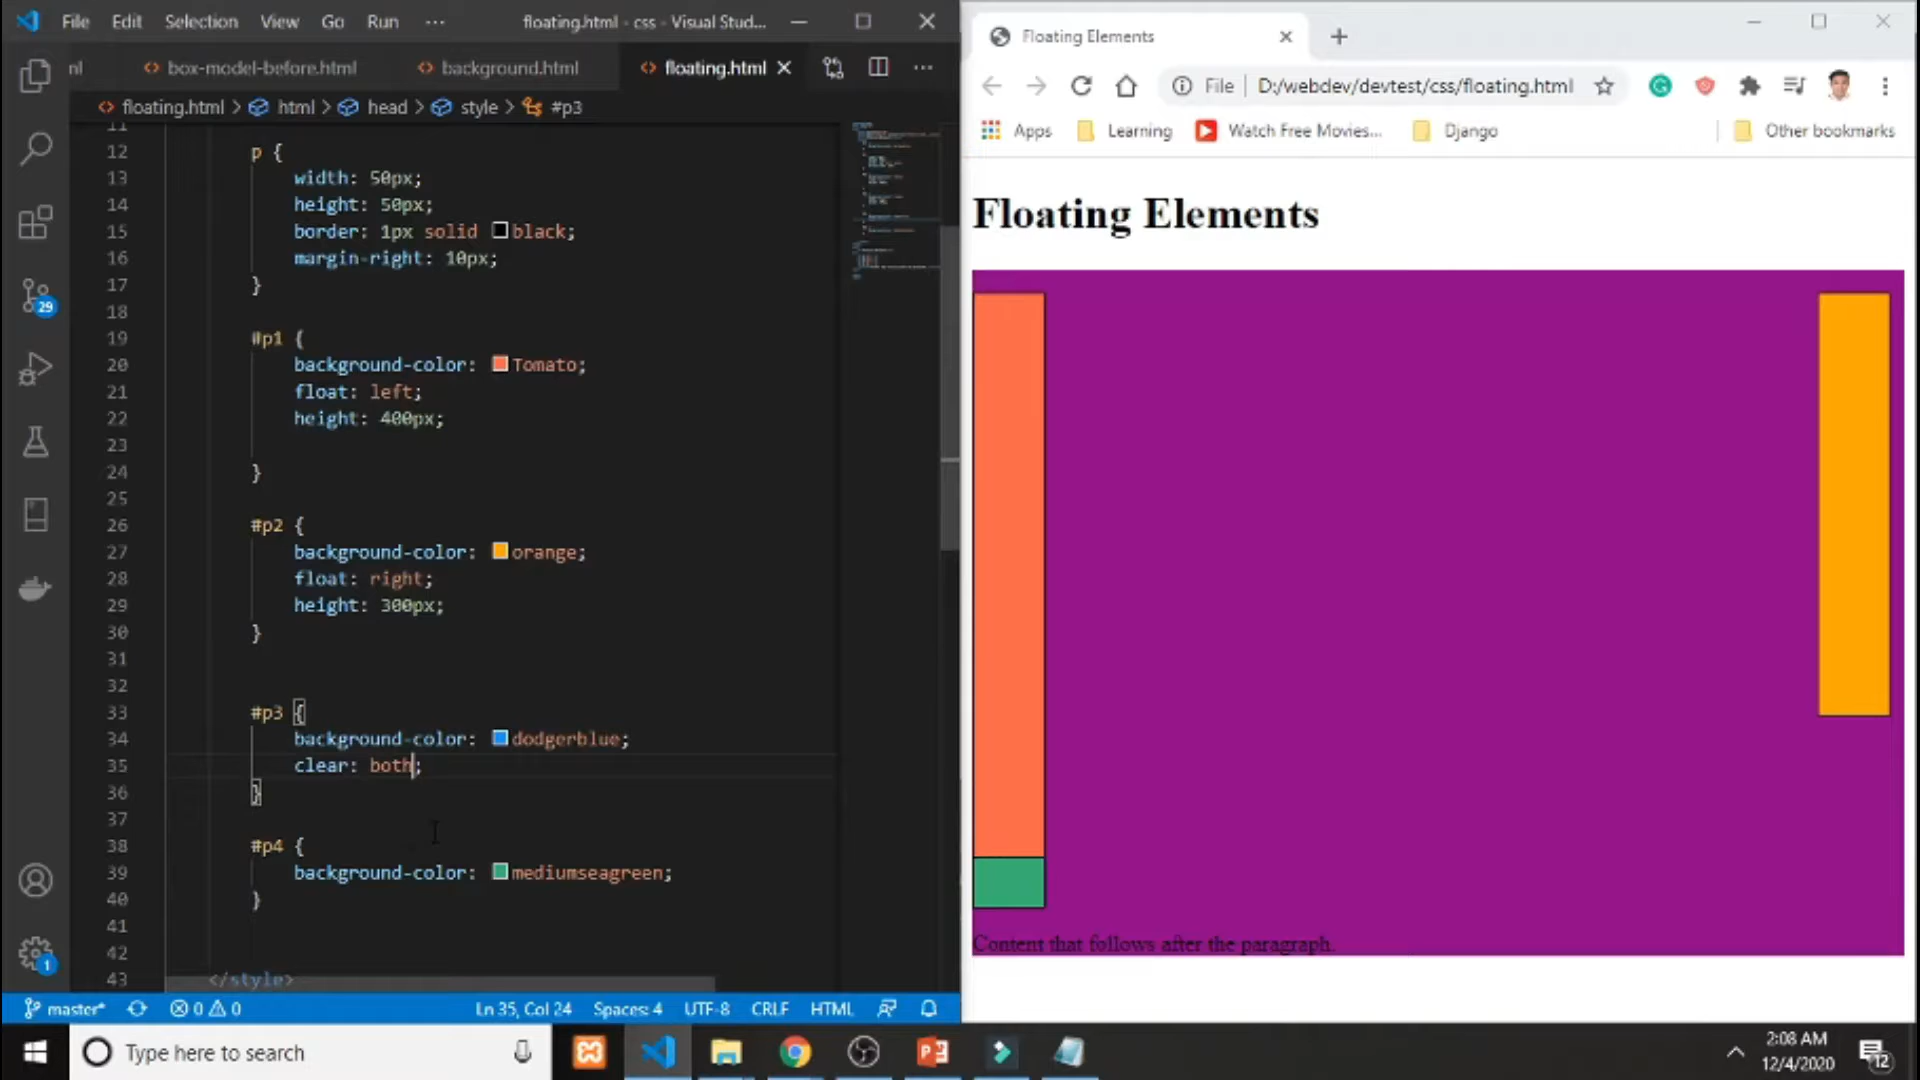 File Edit Selection View Go Run ··· floating.html - css - Visual Stud...
nl box-model-before.html background.html floating.html
floating.html > html > head > style > #p3
11
12 p {
13 width: 50px;
14 height: 50px;
15 border: 1px solid black;
16 margin-right: 10px;
17 }
18
19 #p1 {
20 background-color: Tomato;
21 float: left;
22 height: 400px;
23
24 }
25
26 #p2 {
27 background-color: orange;
28 float: right;
29 height: 300px;
30 }
31
32
33 #p3 {
34 background-color: dodgerblue;
35 clear: both;
36 }
37
38 #p4 {
39 background-color: mediumseagreen;
40 }
41
42
43 </style>
29
1
master* 0 0 Ln 35, Col 24 Spaces: 4 UTF-8 CRLF HTML
Floating Elements
File D:/webdev/devtest/css/floating.html
Apps Learning Watch Free Movies... Django Other bookmarks
Floating Elements
Content that follows after the paragraph.
Type here to search
2:08 AM
12/4/2020
12